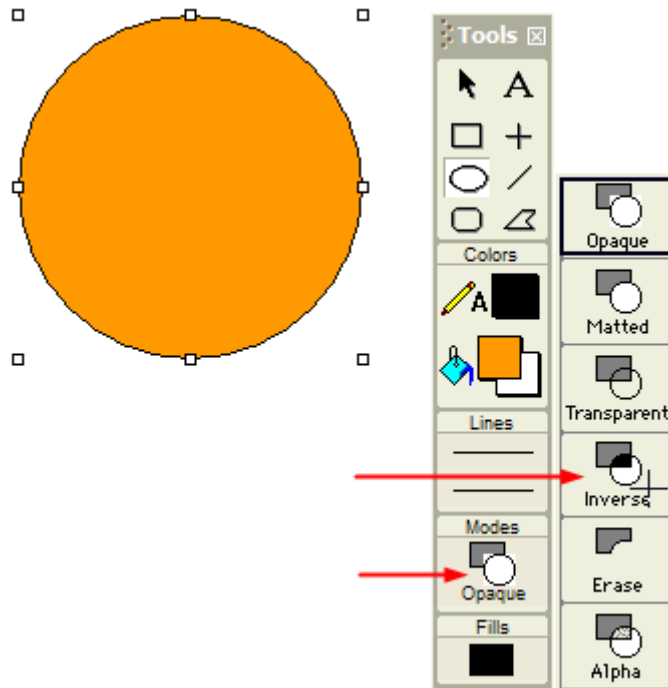 Tools
A
Colors
A
Lines
Modes
Opaque
Fills
Opaque
Matted
Transparent
Inverse
Erase
Alpha